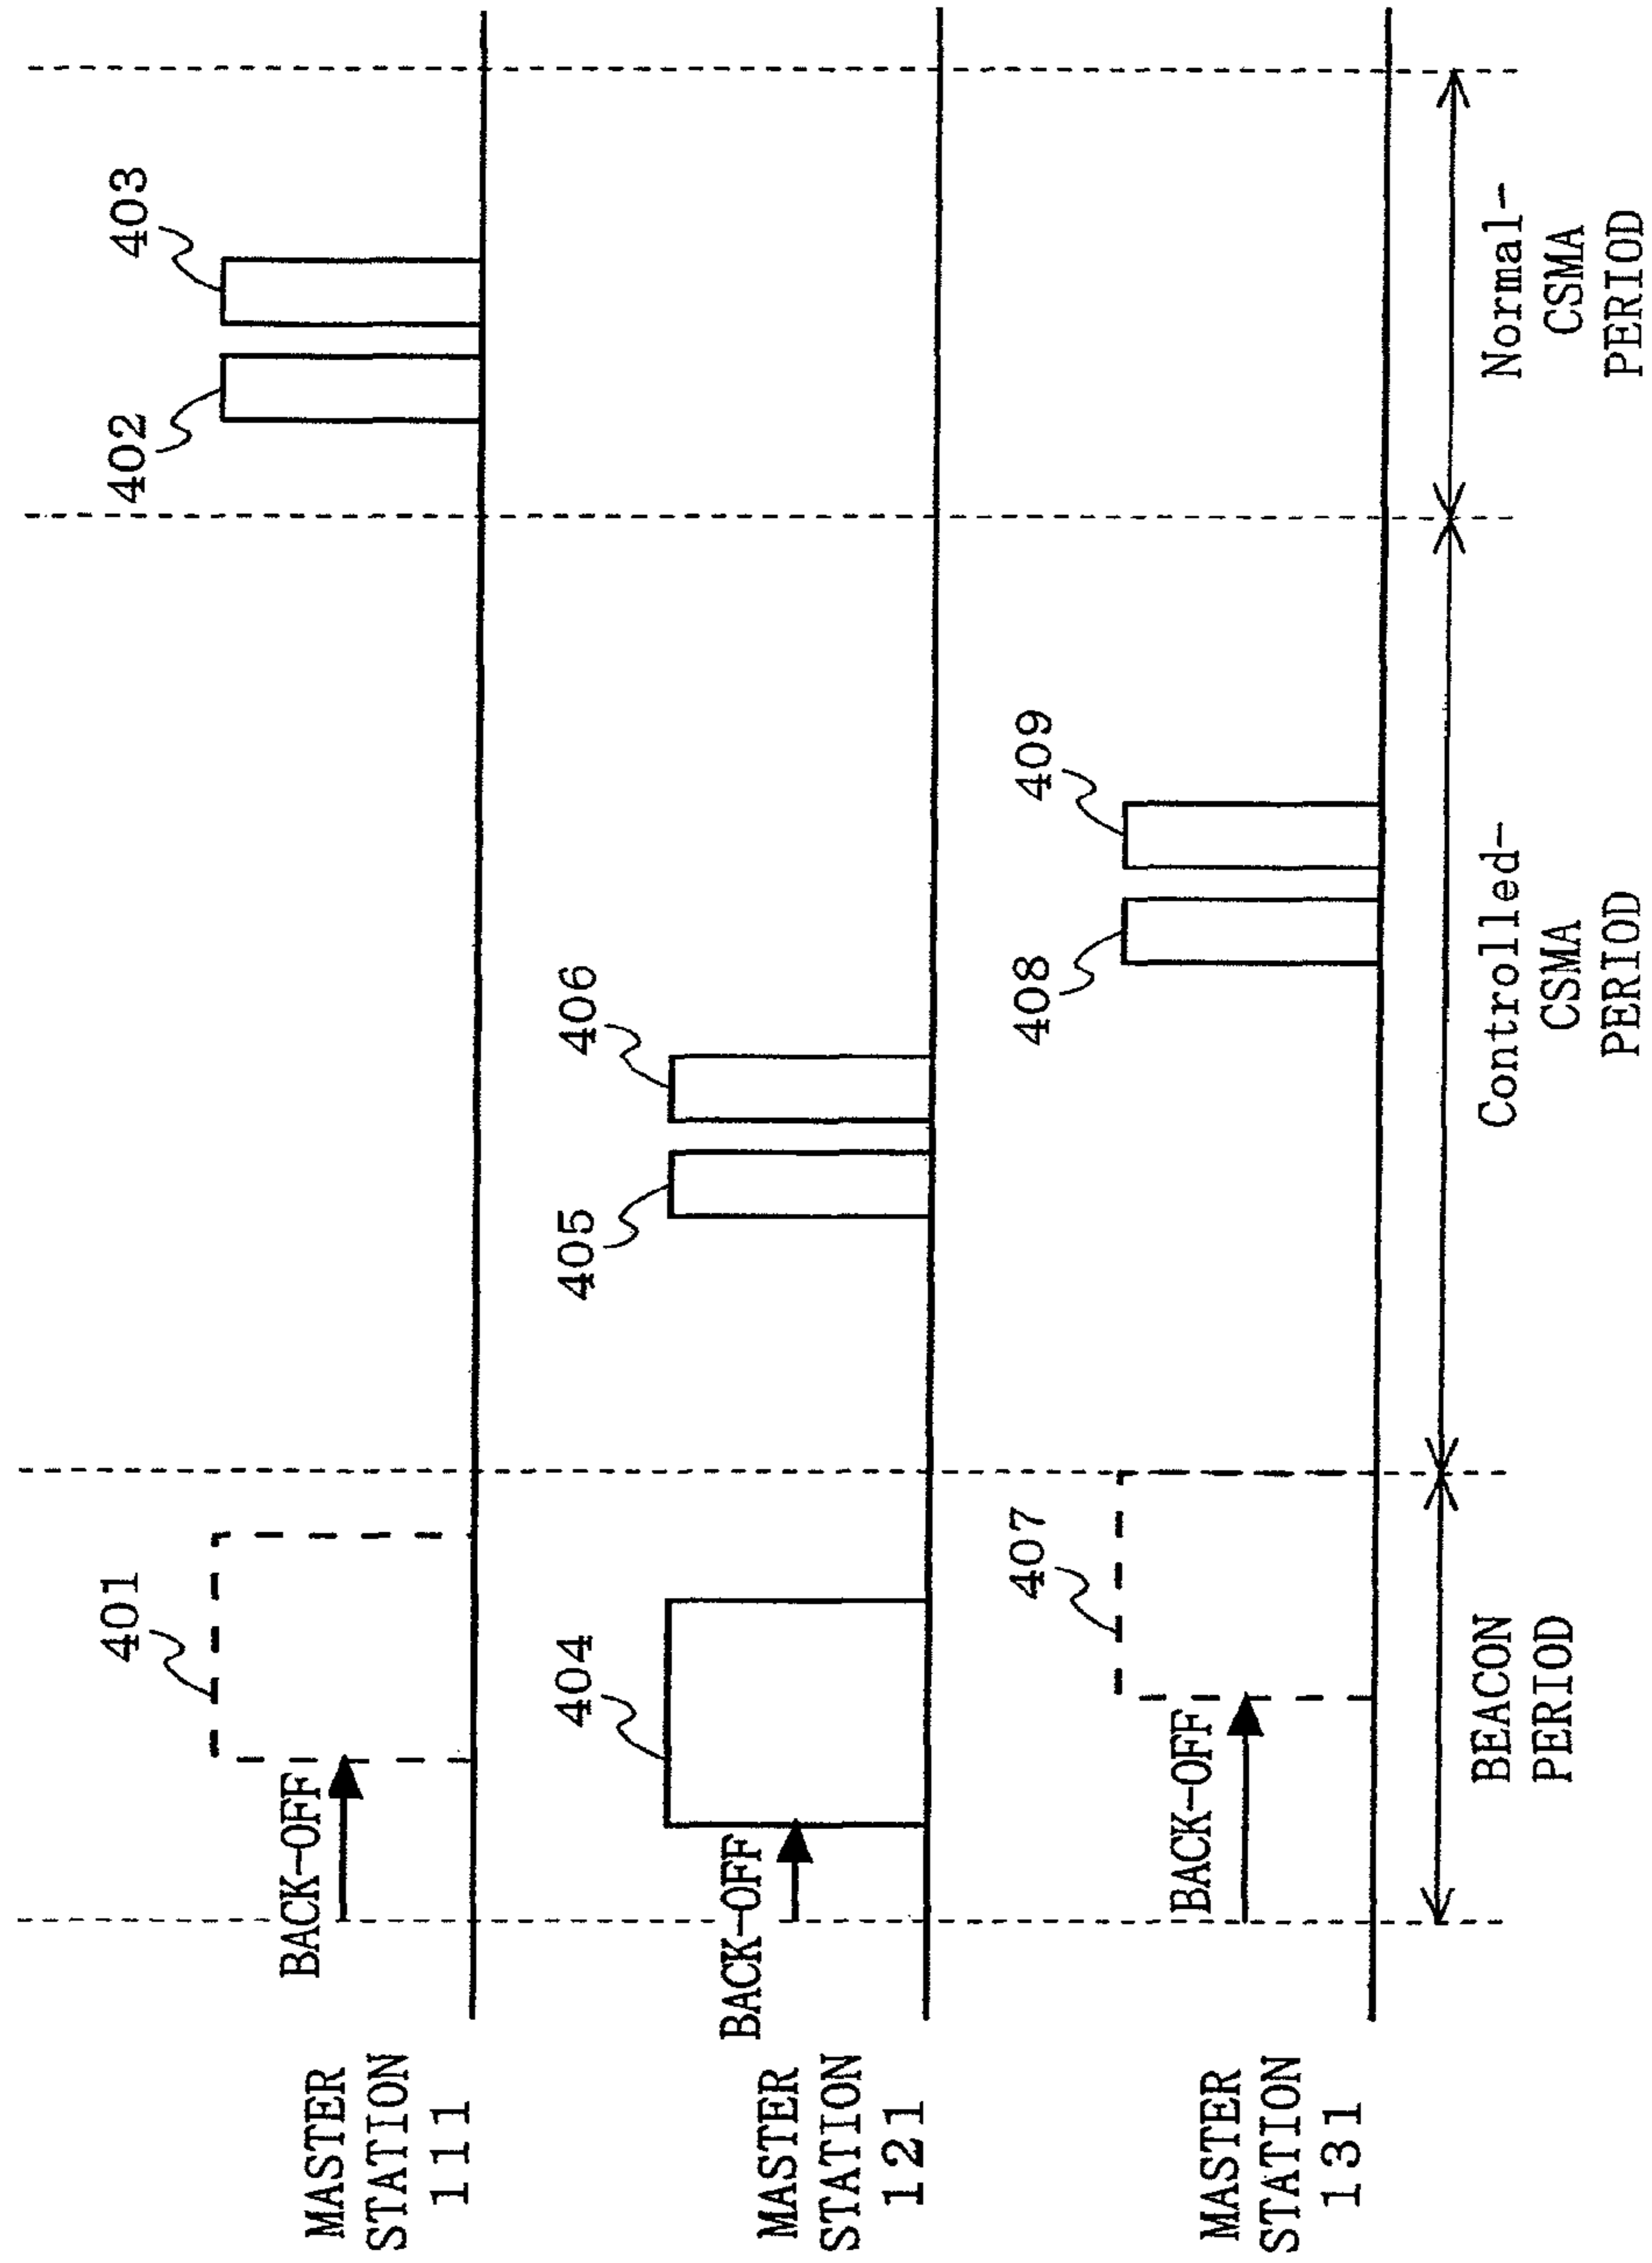 MASTER
STATION
111
BACK-OFF
401
402
403
MASTER
STATION
121
BACK-OFF
404
405
406
MASTER
STATION
131
BACK-OFF
407
408
409
BEACON
PERIOD
Controlled-
CSMA
PERIOD
Normal-
CSMA
PERIOD